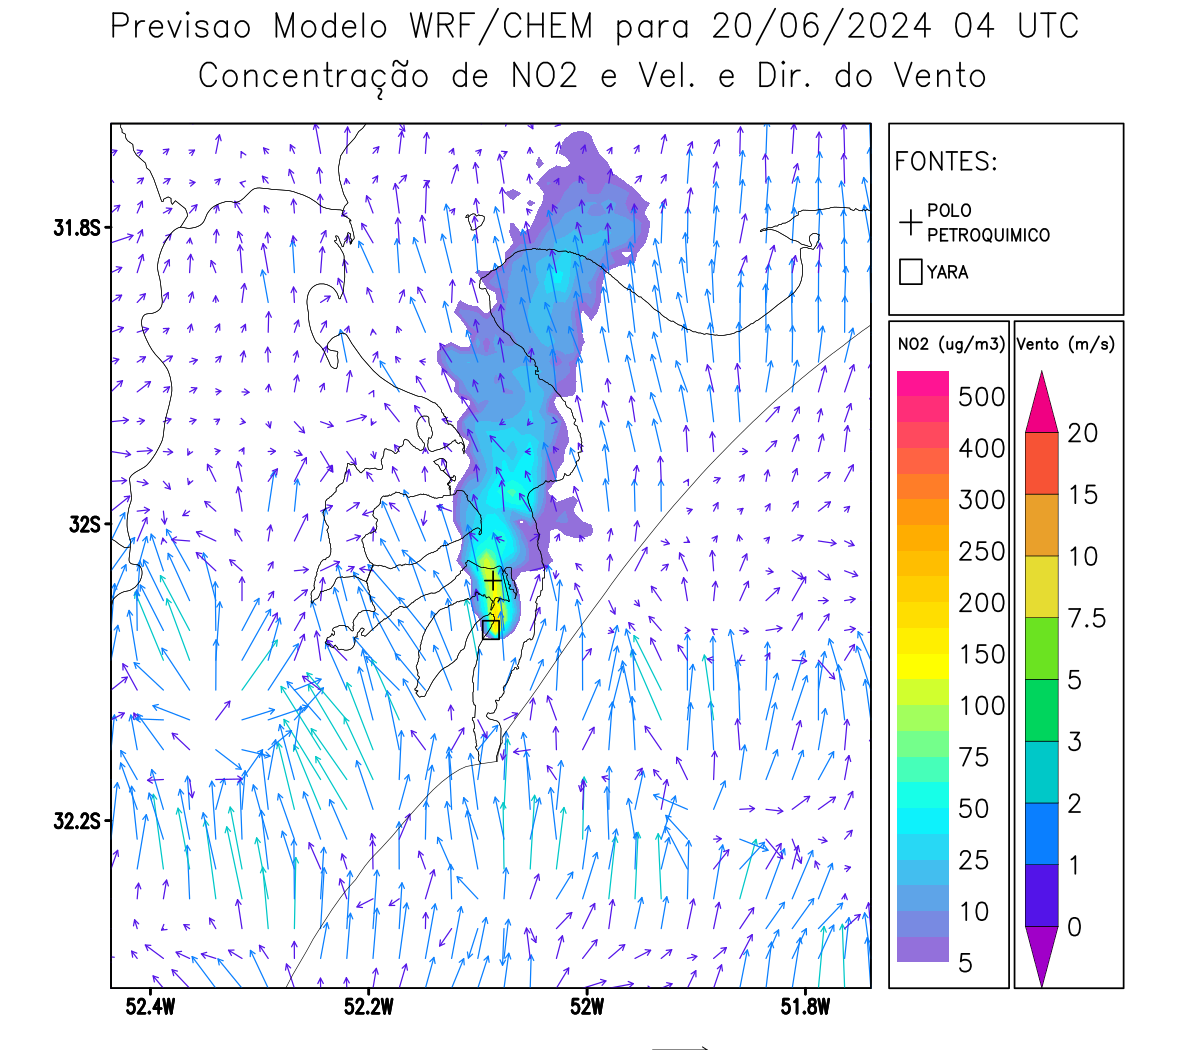 Previsao Modelo WRF/CHEM para 20/06/2024 04 UTC
Concentração de NO2 e Vel. e Dir. do Vento
FONTES:
POLO
PETROQUIMICO
YARA
NO2 (ug/m3)
500
400
300
250
200
150
100
75
50
25
10
5
Vento (m/s)
20
15
10
7.5
5
3
2
1
0
31.8S
32S
32.2S
52.4W
52.2W
52W
51.8W